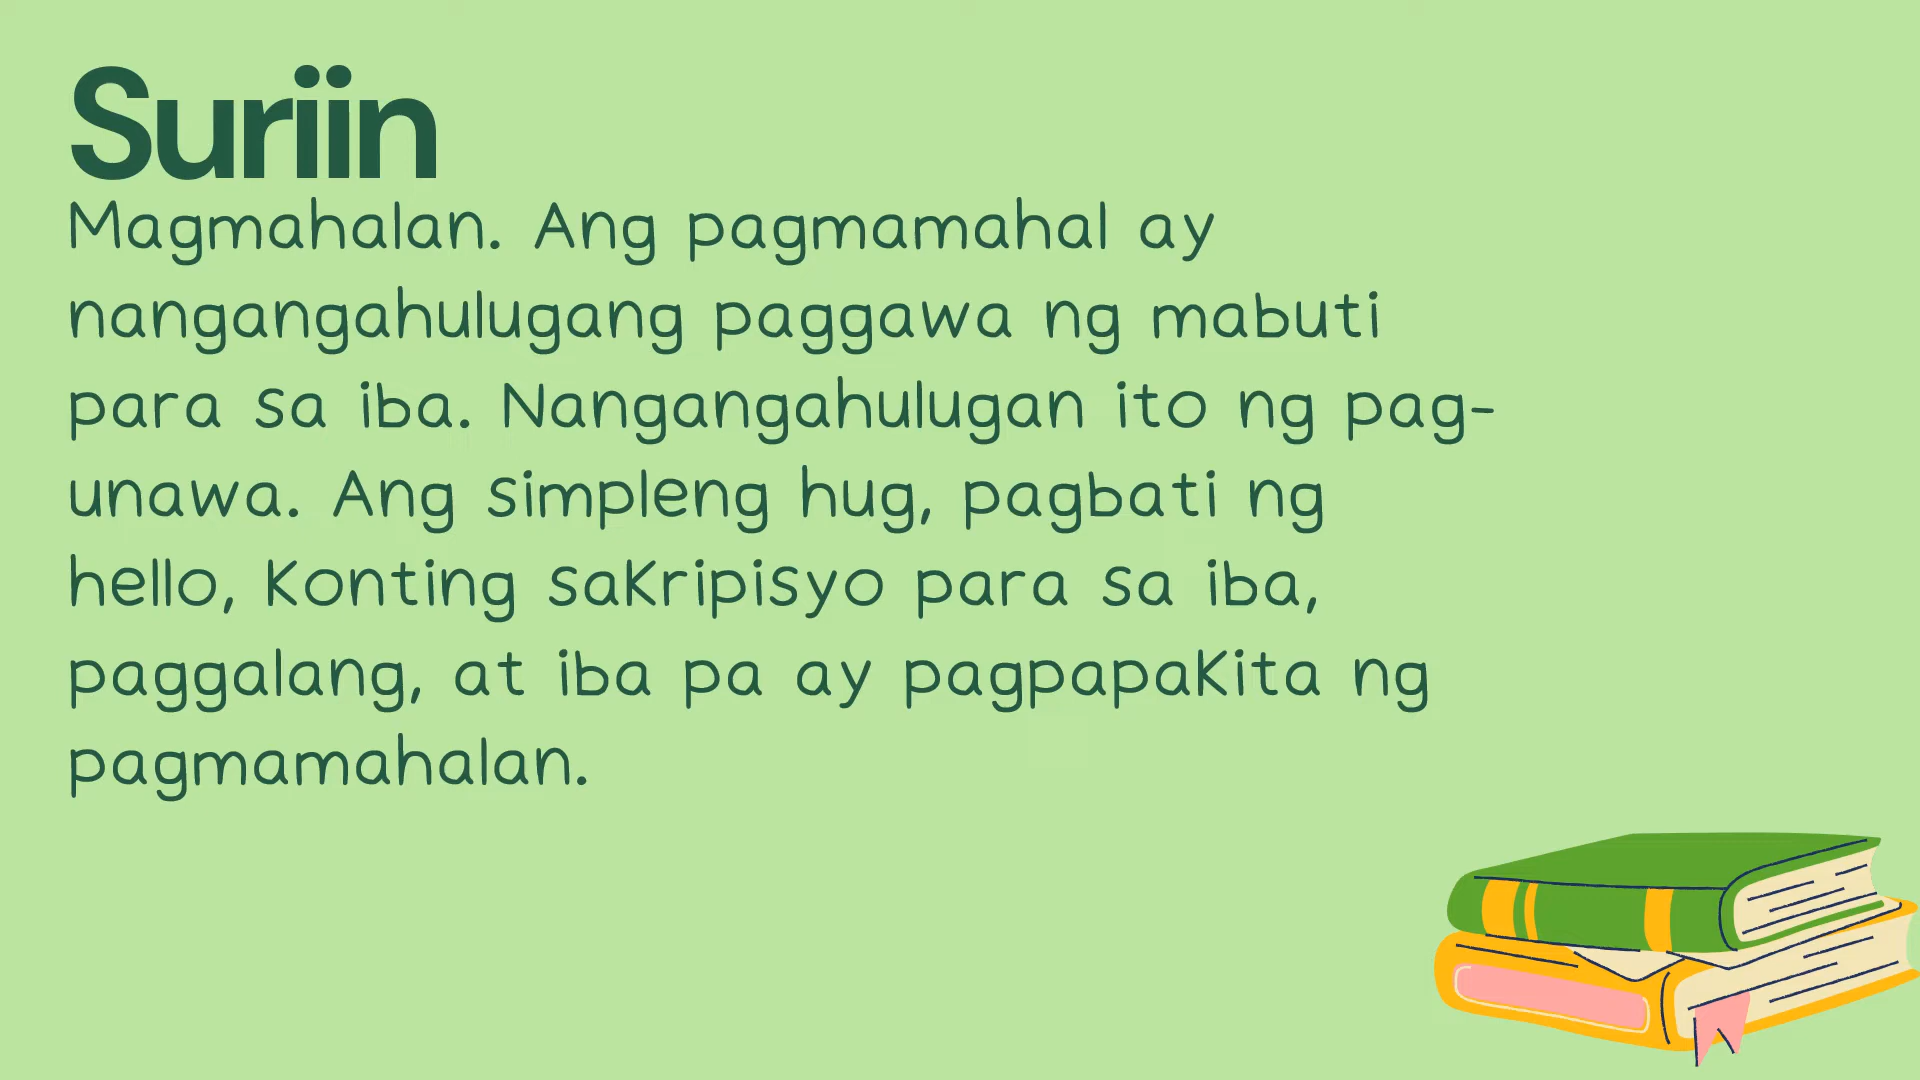 Suriin
Magmahalan. Ang pagmamahal ay
nangangahulugang paggawa ng mabuti
para sa iba. Nangangahulugan ito ng pag-
unawa. Ang simpleng hug, pagbati ng
hello, konting sakripisyo para sa iba,
paggalang, at iba pa ay pagpapakita ng
pagmamahalan.